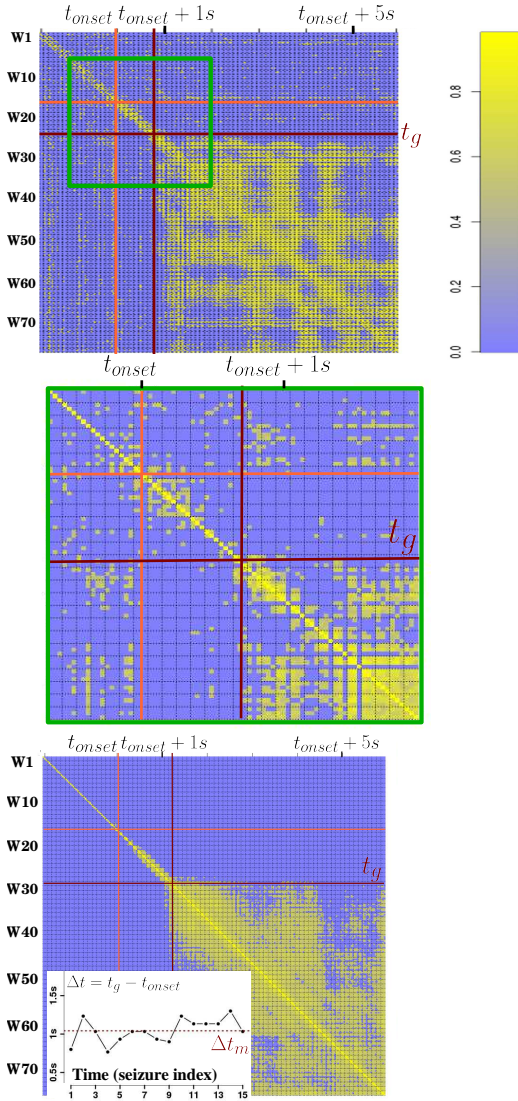 t_onset t_onset + 1s t_onset + 5s
W1
W10
W20
t_g
W30
W40
W50
W60
W70
0.8
0.6
0.4
0.2
0.0
t_onset t_onset + 1s
t_g
t_onset t_onset + 1s t_onset + 5s
W1
W10
W20
t_g
W30
W40
W50
W60
W70
Δt = t_g − t_onset
1.5s
1s
0.5s
Δt_m
Time (seizure index)
1 3 5 7 9 11 13 15